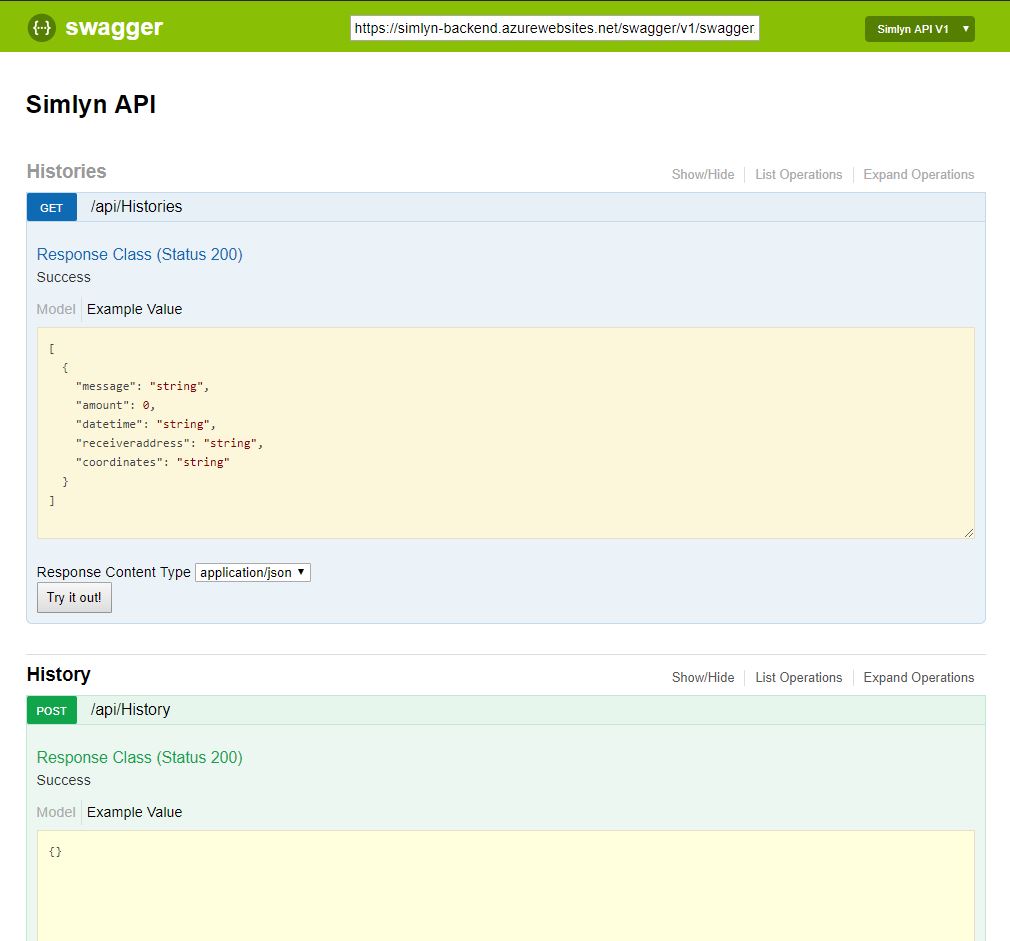 {--} swagger https://simlyn-backend.azurewebsites.net/swagger/v1/swagger Simlyn API V1
Simlyn API
Histories Show/Hide List Operations Expand Operations
GET /api/Histories
Response Class (Status 200)
Success
Model Example Value
[
{
"message": "string",
"amount": 0,
"datetime": "string",
"receiveraddress": "string",
"coordinates": "string"
}
]
Response Content Type application/json
Try it out!
History Show/Hide List Operations Expand Operations
POST /api/History
Response Class (Status 200)
Success
Model Example Value
{}